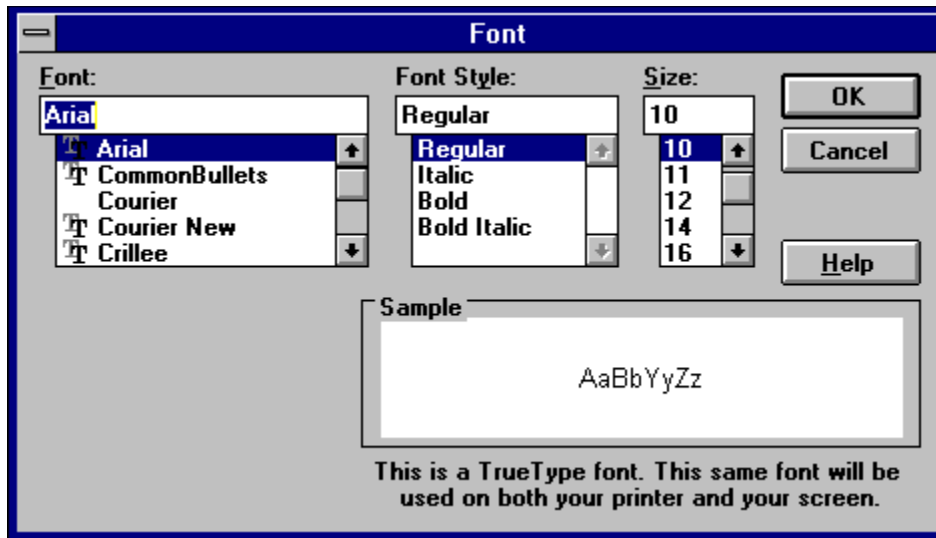 Font
Font:
Arial
Arial
CommonBullets
Courier
Courier New
Crillee
Font Style:
Regular
Regular
Italic
Bold
Bold Italic
Size:
10
10
11
12
14
16
OK
Cancel
Help
Sample
AaBbYyZz
This is a TrueType font. This same font will be
used on both your printer and your screen.